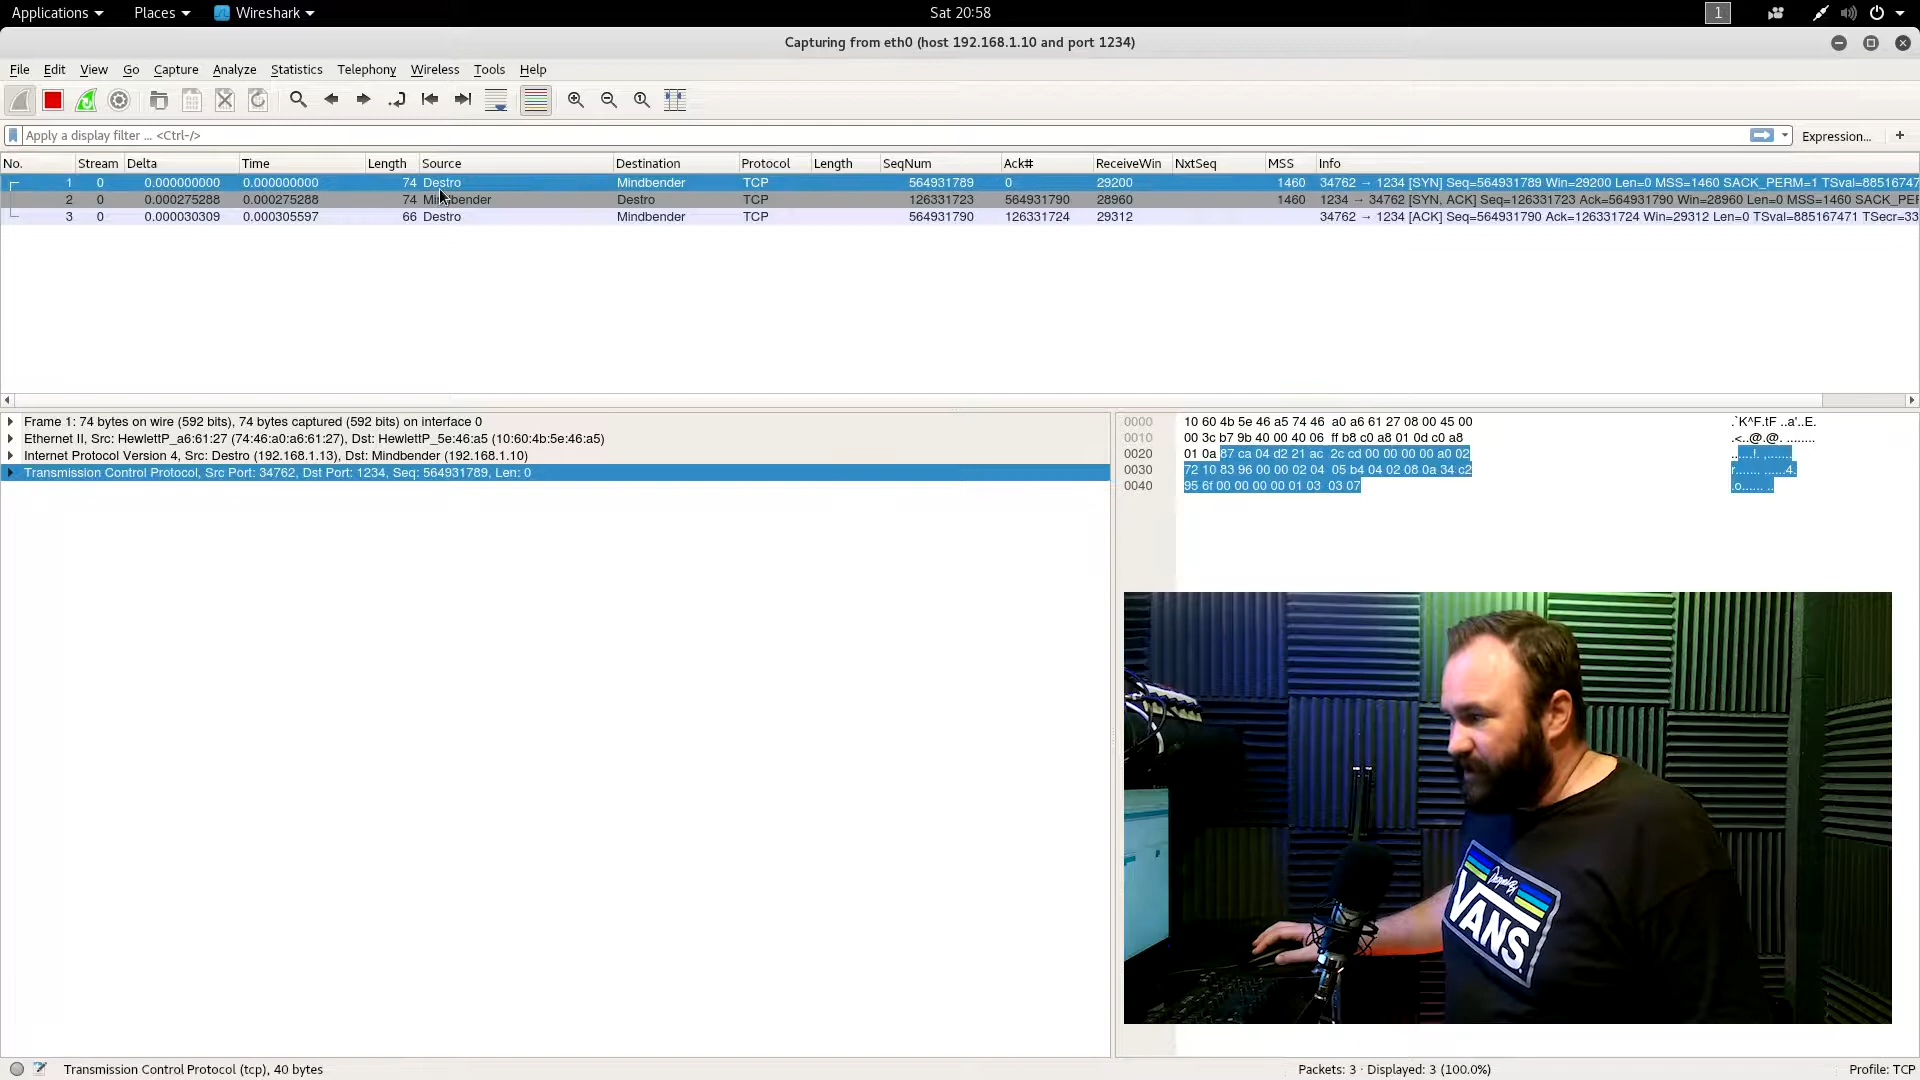 Applications Places Wireshark Sat 20:58 1
Capturing from eth0 (host 192.168.1.10 and port 1234)
File Edit View Go Capture Analyze Statistics Telephony Wireless Tools Help
Apply a display filter ... <Ctrl-/> Expression... +
No. Stream Delta Time Length Source Destination Protocol Length SeqNum Ack# ReceiveWin NxtSeq MSS Info
1 0 0.000000000 0.000000000 74 Destro Mindbender TCP 564931789 0 29200 1460 34762 → 1234 [SYN] Seq=564931789 Win=29200 Len=0 MSS=1460 SACK_PERM=1 TSval=88516747
2 0 0.000275288 0.000275288 74 Mindbender Destro TCP 126331723 564931790 28960 1460 1234 → 34762 [SYN, ACK] Seq=126331723 Ack=564931790 Win=28960 Len=0 MSS=1460 SACK_PE
3 0 0.000030309 0.000305597 66 Destro Mindbender TCP 564931790 126331724 29312 34762 → 1234 [ACK] Seq=564931790 Ack=126331724 Win=29312 Len=0 TSval=885167471 TSecr=33
Frame 1: 74 bytes on wire (592 bits), 74 bytes captured (592 bits) on interface 0
Ethernet II, Src: HewlettP_a6:61:27 (74:46:a0:a6:61:27), Dst: HewlettP_5e:46:a5 (10:60:4b:5e:46:a5)
Internet Protocol Version 4, Src: Destro (192.168.1.13), Dst: Mindbender (192.168.1.10)
Transmission Control Protocol, Src Port: 34762, Dst Port: 1234, Seq: 564931789, Len: 0
0000 10 60 4b 5e 46 a5 74 46 a0 a6 61 27 08 00 45 00 .`K^F.tF ..a'..E.
0010 00 3c b7 9b 40 00 40 06 ff b8 c0 a8 01 0d c0 a8 .<..@.@. ........
0020 01 0a 87 ca 04 d2 21 ac 2c cd 00 00 00 00 a0 02 ......!. ,.......
0030 72 10 83 96 00 00 02 04 05 b4 04 02 08 0a 34 c2 r....... ......4.
0040 95 6f 00 00 00 00 01 03 03 07 .o...... ..
VANS
Transmission Control Protocol (tcp), 40 bytes Packets: 3 · Displayed: 3 (100.0%) Profile: TCP